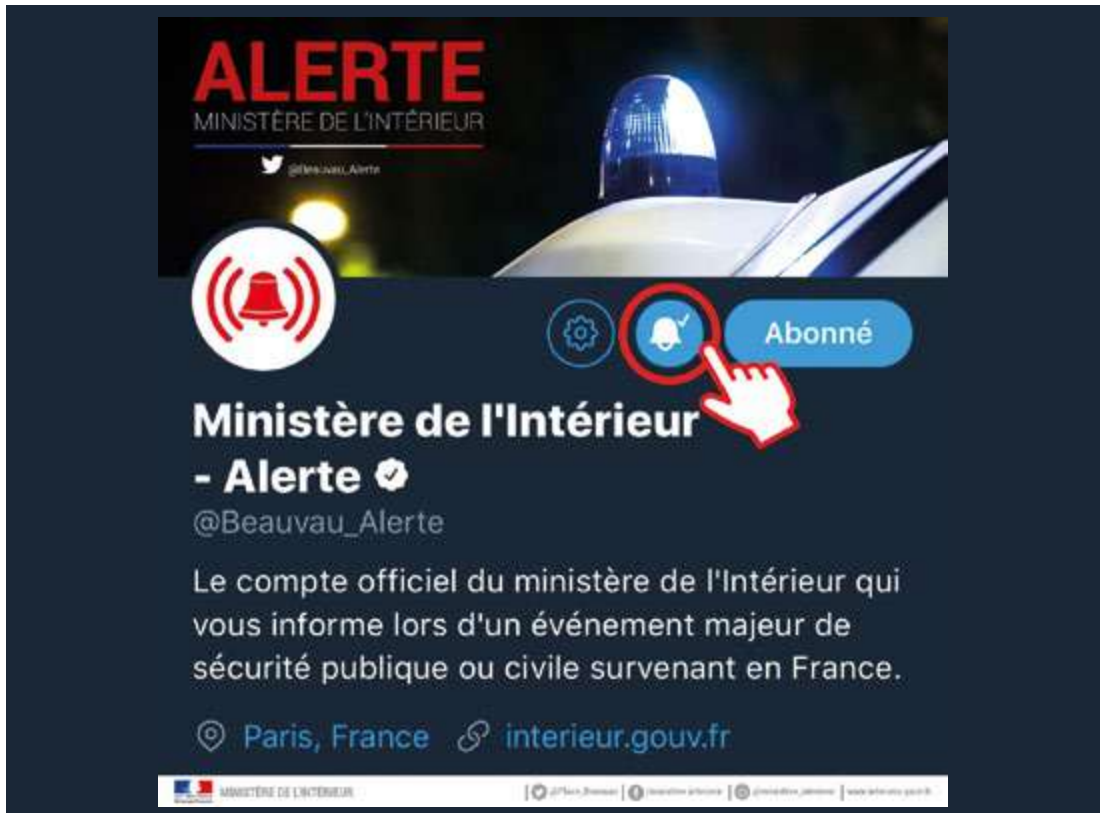 ALERTE
MINISTÈRE DE L'INTÉRIEUR
@Beauvau_Alerte
Abonné
Ministère de l'Intérieur
- Alerte
@Beauvau_Alerte
Le compte officiel du ministère de l'Intérieur qui
vous informe lors d'un événement majeur de
sécurité publique ou civile survenant en France.
Paris, France interieur.gouv.fr
MINISTÈRE DE L'INTÉRIEUR @Place_Beauvau